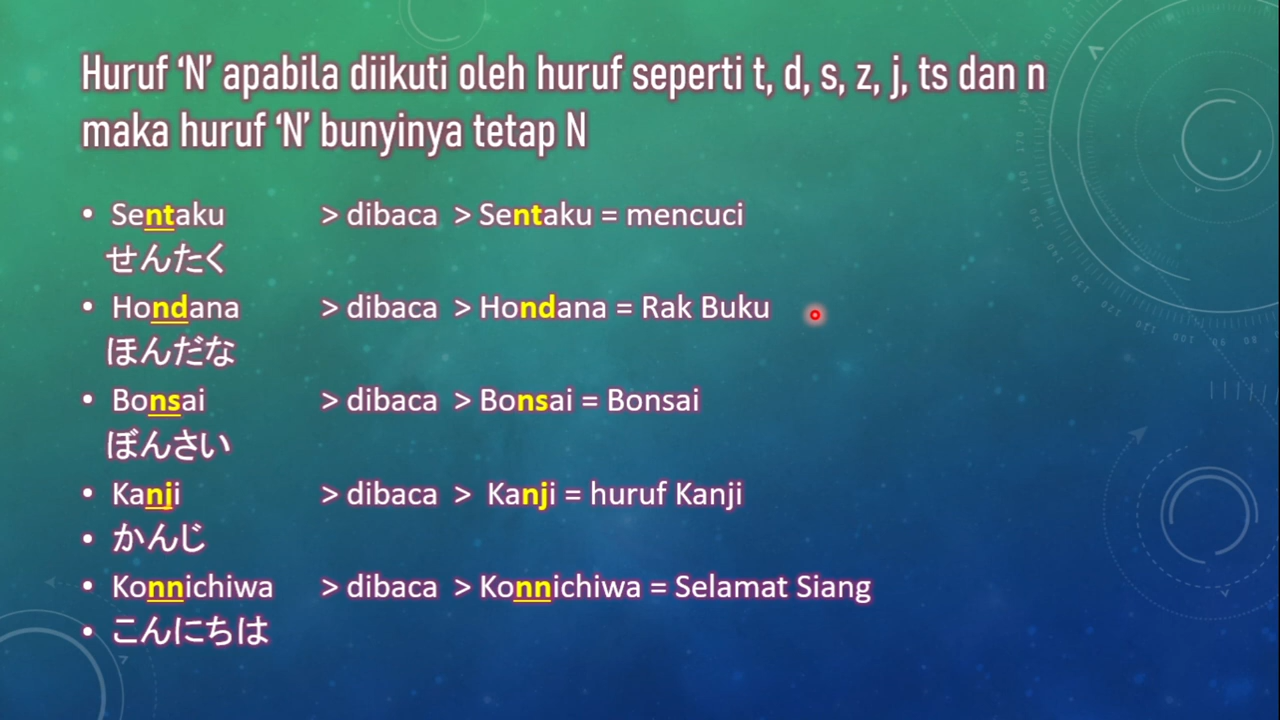 Huruf ‘N’ apabila diikuti oleh huruf seperti t, d, s, z, j, ts dan n
maka huruf ‘N’ bunyinya tetap N
• Sentaku > dibaca > Sentaku = mencuci
せんたく
• Hondana > dibaca > Hondana = Rak Buku
ほんだな
• Bonsai > dibaca > Bonsai = Bonsai
ぼんさい
• Kanji > dibaca > Kanji = huruf Kanji
• かんじ
• Konnichiwa > dibaca > Konnichiwa = Selamat Siang
• こんにちは